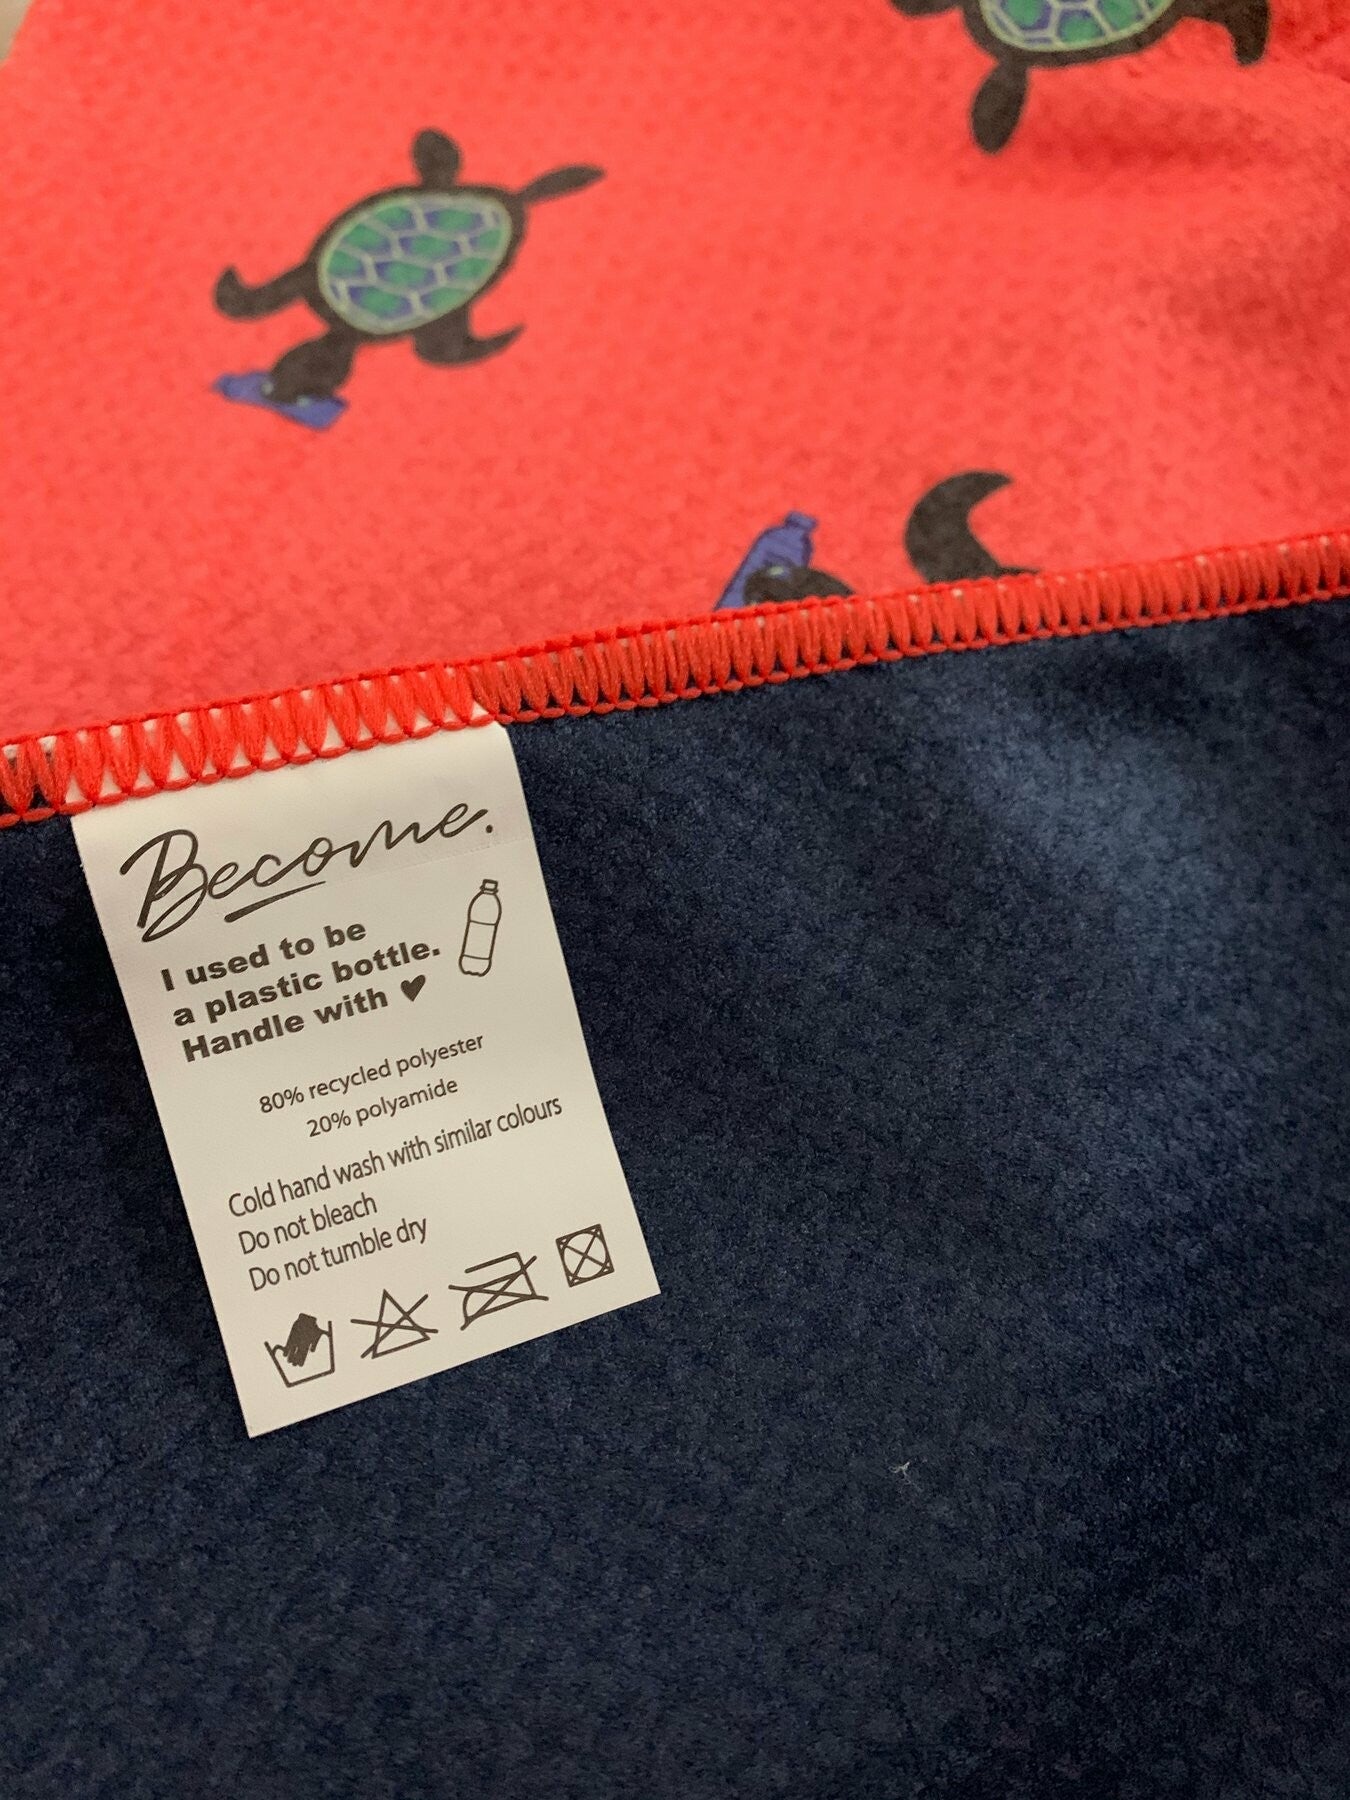 Become.
I used to be
a plastic bottle.
Handle with ♥
80% recycled polyester
20% polyamide
Cold hand wash with similar colours
Do not bleach
Do not tumble dry